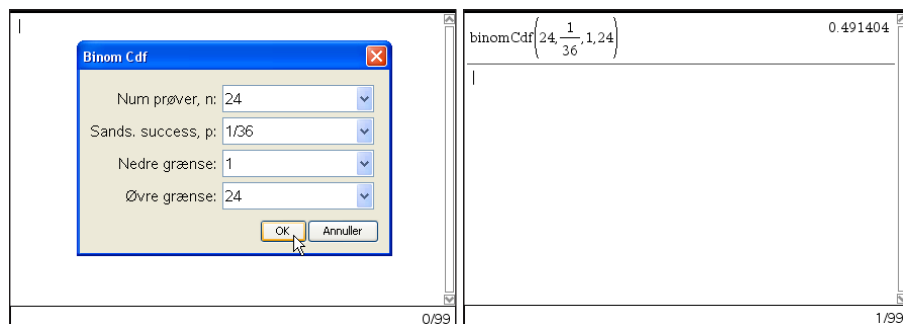 Binom Cdf
Num prøver, n: 24
Sands. success, p: 1/36
Nedre grænse: 1
Øvre grænse: 24
OK Annuller
0/99
binomCdf(24,1/36,1,24) 0.491404
1/99